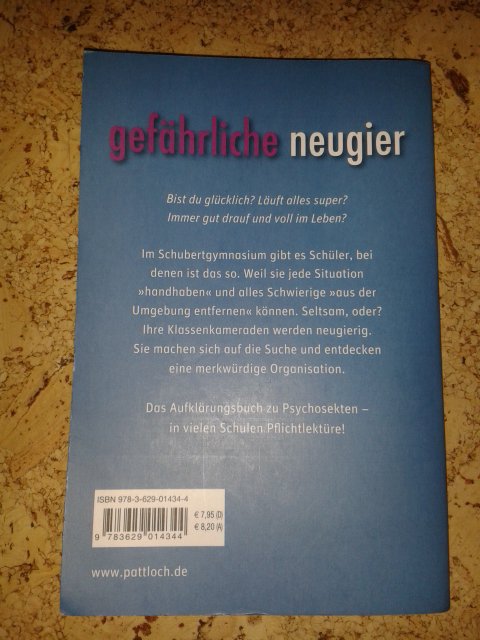 gefährliche neugier
Bist du glücklich? Läuft alles super?
Immer gut drauf und voll im Leben?
Im Schubertgymnasium gibt es Schüler, bei
denen ist das so. Weil sie jede Situation
»handhaben« und alles Schwierige »aus der
Umgebung entfernen« können. Seltsam, oder?
Ihre Klassenkameraden werden neugierig.
Sie machen sich auf die Suche und entdecken
eine merkwürdige Organisation.
Das Aufklärungsbuch zu Psychosekten –
in vielen Schulen Pflichtlektüre!
ISBN 978-3-629-01434-4
€ 7,95 (D)
€ 8,20 (A)
9 783629 014344
www.pattloch.de